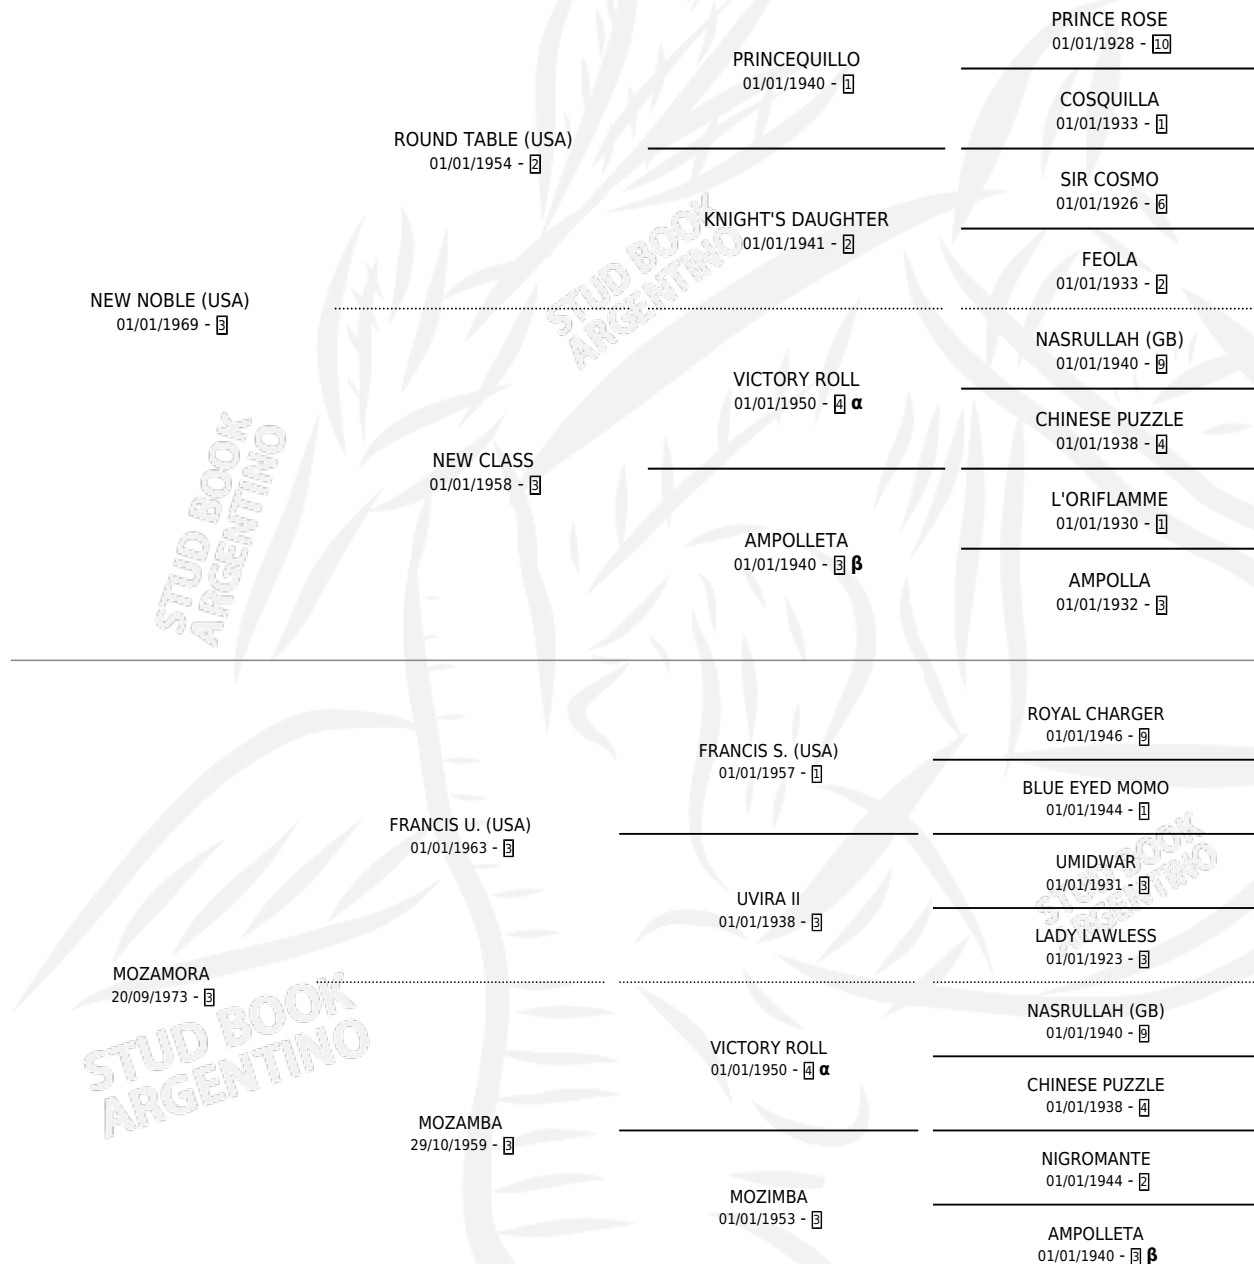 PRINCE ROSE
01/01/1928 - 10
PRINCEQUILLO
01/01/1940 - 1
COSQUILLA
01/01/1933 - 1
ROUND TABLE (USA)
01/01/1954 - 2
SIR COSMO
01/01/1926 - 6
KNIGHT'S DAUGHTER
01/01/1941 - 2
FEOLA
01/01/1933 - 2
STUD BOOK
ARGENTINO
NEW NOBLE (USA)
01/01/1969 - 3
NASRULLAH (GB)
01/01/1940 - 9
VICTORY ROLL
01/01/1950 - 4 α
CHINESE PUZZLE
01/01/1938 - 4
NEW CLASS
01/01/1958 - 3
L'ORIFLAMME
01/01/1930 - 1
AMPOLLETA
01/01/1940 - 3 β
AMPOLLA
01/01/1932 - 3
STUD BOOK
ARGENTINO
ROYAL CHARGER
01/01/1946 - 9
FRANCIS S. (USA)
01/01/1957 - 1
BLUE EYED MOMO
01/01/1944 - 1
FRANCIS U. (USA)
01/01/1963 - 3
UMIDWAR
01/01/1931 - 3
UVIRA II
01/01/1938 - 3
LADY LAWLESS
01/01/1923 - 3
STUD BOOK
ARGENTINO
MOZAMORA
20/09/1973 - 3
NASRULLAH (GB)
01/01/1940 - 9
VICTORY ROLL
01/01/1950 - 4 α
CHINESE PUZZLE
01/01/1938 - 4
MOZAMBA
29/10/1959 - 3
NIGROMANTE
01/01/1944 - 2
MOZIMBA
01/01/1953 - 3
AMPOLLETA
01/01/1940 - 3 β
STUD BOOK
ARGENTINO